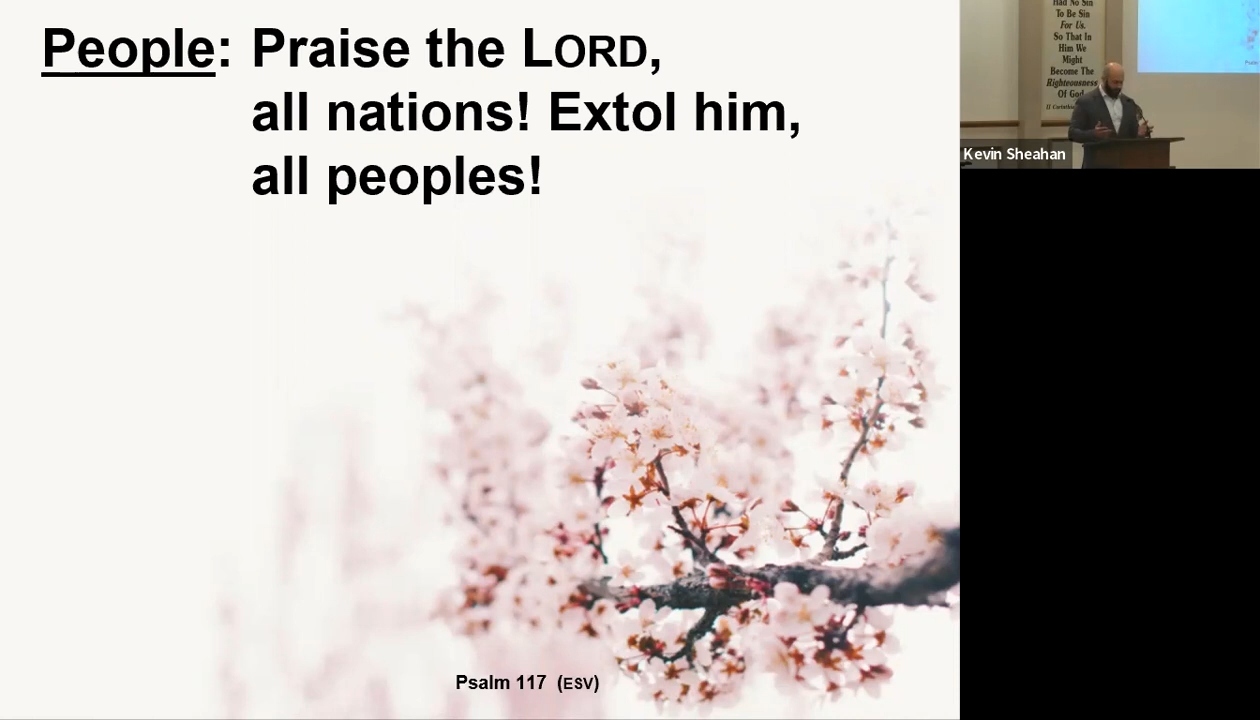 People: Praise the LORD,
all nations! Extol him,
all peoples!
Psalm 117 (ESV)
Had No Sin
To Be Sin
For Us.
So That In
Him We
Might
Become The
Righteousness
Of God
Kevin Sheahan